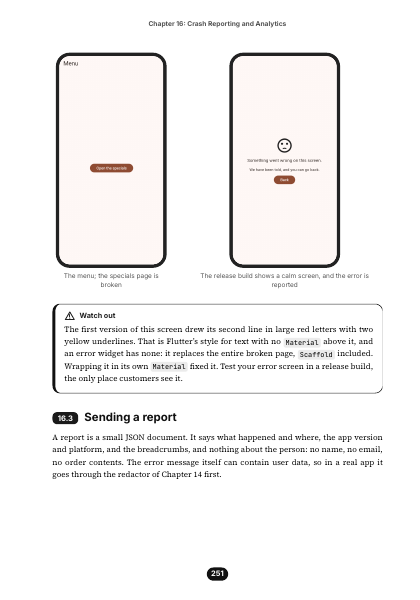 Chapter 16: Crash Reporting and Analytics
Menu
Open the specials
Something went wrong on this screen.
We have been told, and you can go back.
Back
The menu; the specials page is
broken
The release build shows a calm screen, and the error is
reported
Watch out
The first version of this screen drew its second line in large red letters with two
yellow underlines. That is Flutter's style for text with no Material above it, and
an error widget has none: it replaces the entire broken page, Scaffold included.
Wrapping it in its own Material fixed it. Test your error screen in a release build,
the only place customers see it.
16.3 Sending a report
A report is a small JSON document. It says what happened and where, the app version
and platform, and the breadcrumbs, and nothing about the person: no name, no email,
no order contents. The error message itself can contain user data, so in a real app it
goes through the redactor of Chapter 14 first.
251